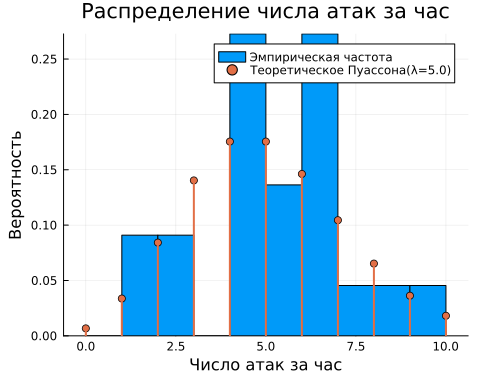 Распределение числа атак за час
Эмпирическая частота
Теоретическое Пуассона(λ=5.0)
Вероятность
0.25
0.20
0.15
0.10
0.05
0.00
0.0 2.5 5.0 7.5 10.0
Число атак за час